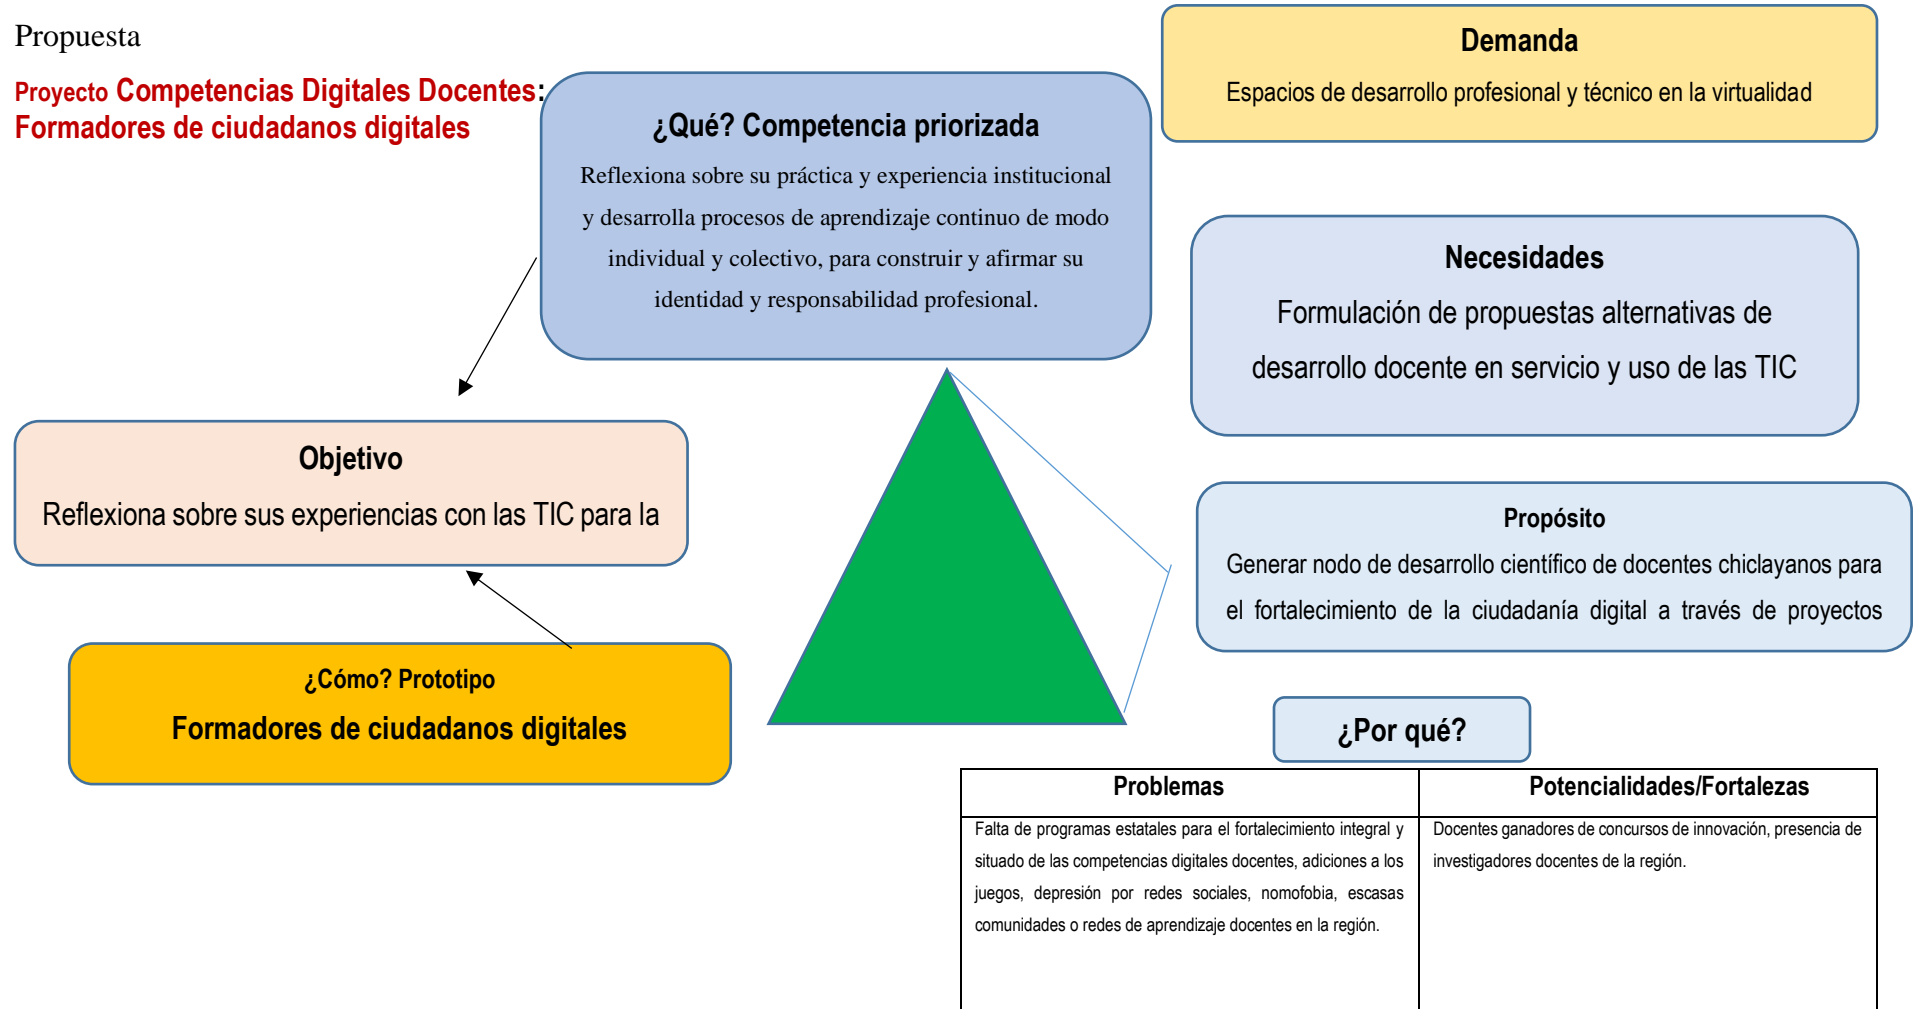 Propuesta
Proyecto Competencias Digitales Docentes:
Formadores de ciudadanos digitales
¿Qué? Competencia priorizada
Reflexiona sobre su práctica y experiencia institucional
y desarrolla procesos de aprendizaje continuo de modo
individual y colectivo, para construir y afirmar su
identidad y responsabilidad profesional.
Demanda
Espacios de desarrollo profesional y técnico en la virtualidad
Necesidades
Formulación de propuestas alternativas de
desarrollo docente en servicio y uso de las TIC
Objetivo
Reflexiona sobre sus experiencias con las TIC para la
Propósito
Generar nodo de desarrollo científico de docentes chiclayanos para
el fortalecimiento de la ciudadanía digital a través de proyectos
¿Cómo? Prototipo
Formadores de ciudadanos digitales
¿Por qué?
Problemas
Falta de programas estatales para el fortalecimiento integral y
situado de las competencias digitales docentes, adiciones a los
juegos, depresión por redes sociales, nomofobia, escasas
comunidades o redes de aprendizaje docentes en la región.
Potencialidades/Fortalezas
Docentes ganadores de concursos de innovación, presencia de
investigadores docentes de la región.